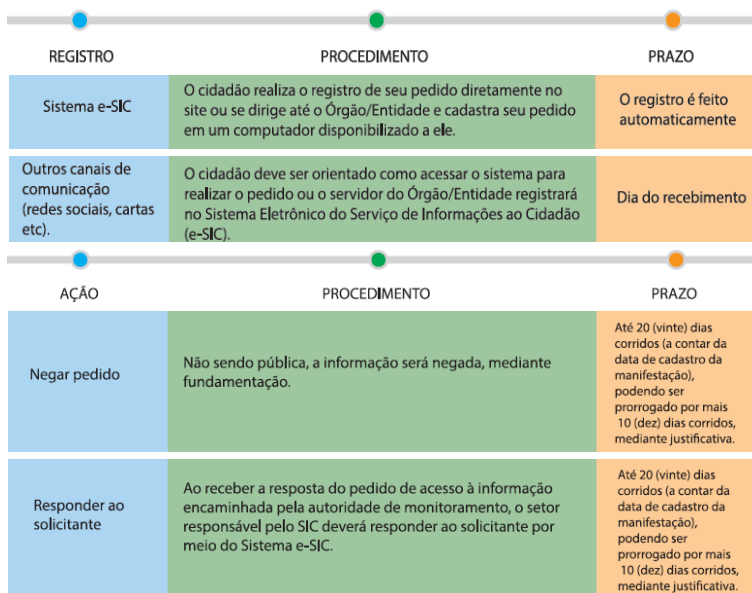 REGISTRO
PROCEDIMENTO
PRAZO
Sistema e-SIC
O cidadão realiza o registro de seu pedido diretamente no
site ou se dirige até o Órgão/Entidade e cadastra seu pedido
em um computador disponibilizado a ele.
O registro é feito
automaticamente
Outros canais de
comunicação
(redes sociais, cartas
etc).
O cidadão deve ser orientado como acessar o sistema para
realizar o pedido ou o servidor do Órgão/Entidade registrará
no Sistema Eletrônico do Serviço de Informações ao Cidadão
(e-SIC).
Dia do recebimento
AÇÃO
PROCEDIMENTO
PRAZO
Negar pedido
Não sendo pública, a informação será negada, mediante
fundamentação.
Até 20 (vinte) dias
corridos (a contar da
data de cadastro da
manifestação),
podendo ser
prorrogado por mais
10 (dez) dias corridos,
mediante justificativa.
Responder ao
solicitante
Ao receber a resposta do pedido de acesso à informação
encaminhada pela autoridade de monitoramento, o setor
responsável pelo SIC deverá responder ao solicitante por
meio do Sistema e-SIC.
Até 20 (vinte) dias
corridos (a contar da
data de cadastro da
manifestação),
podendo ser
prorrogado por mais
10 (dez) dias corridos,
mediante justificativa.